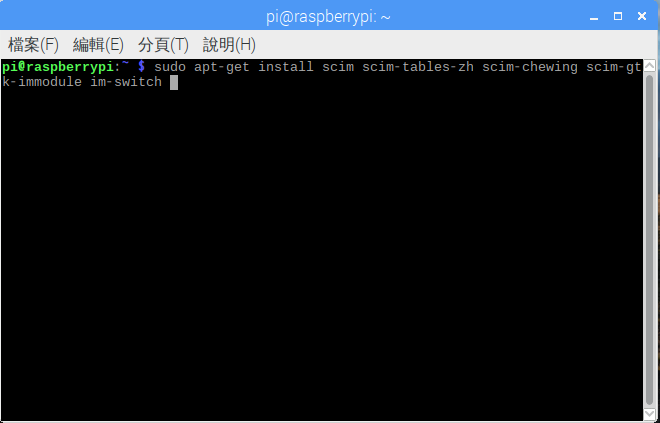 pi@raspberrypi: ~
檔案(F) 編輯(E) 分頁(T) 說明(H)
pi@raspberrypi:~ $ sudo apt-get install scim scim-tables-zh scim-chewing scim-gt
k-immodule im-switch